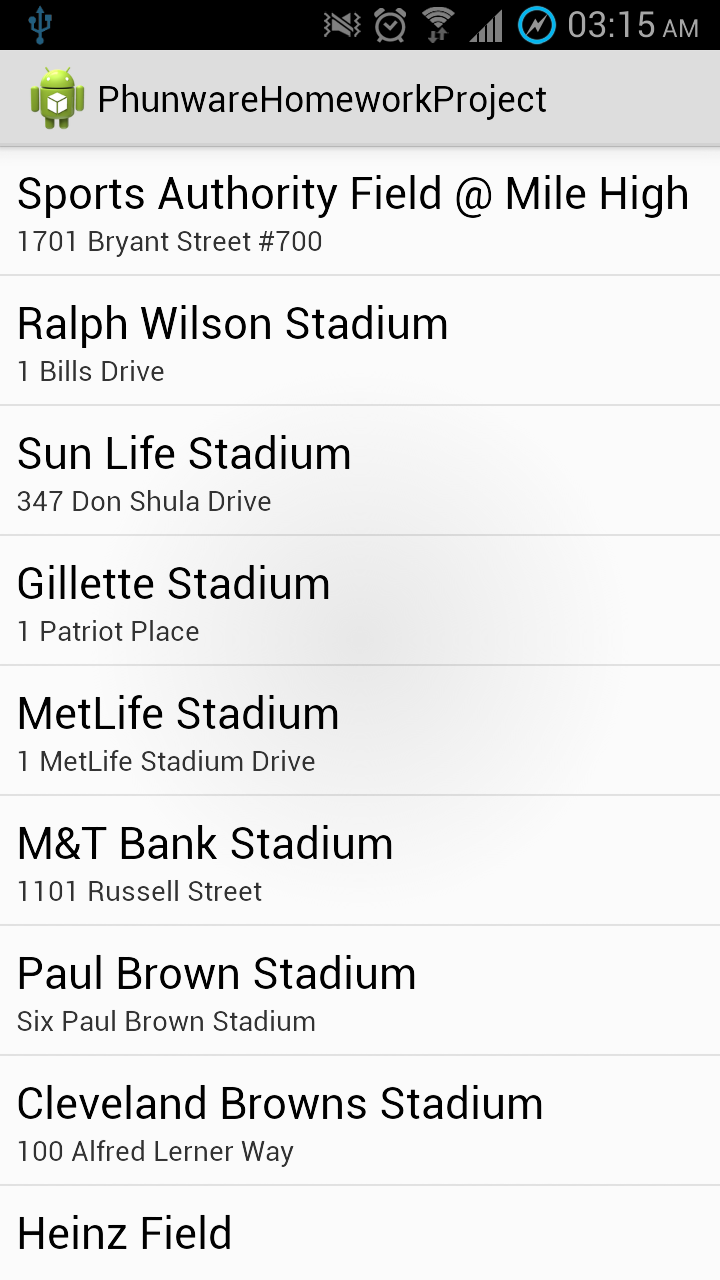 03:15 AM
PhunwareHomeworkProject
Sports Authority Field @ Mile High
1701 Bryant Street #700
Ralph Wilson Stadium
1 Bills Drive
Sun Life Stadium
347 Don Shula Drive
Gillette Stadium
1 Patriot Place
MetLife Stadium
1 MetLife Stadium Drive
M&T Bank Stadium
1101 Russell Street
Paul Brown Stadium
Six Paul Brown Stadium
Cleveland Browns Stadium
100 Alfred Lerner Way
Heinz Field